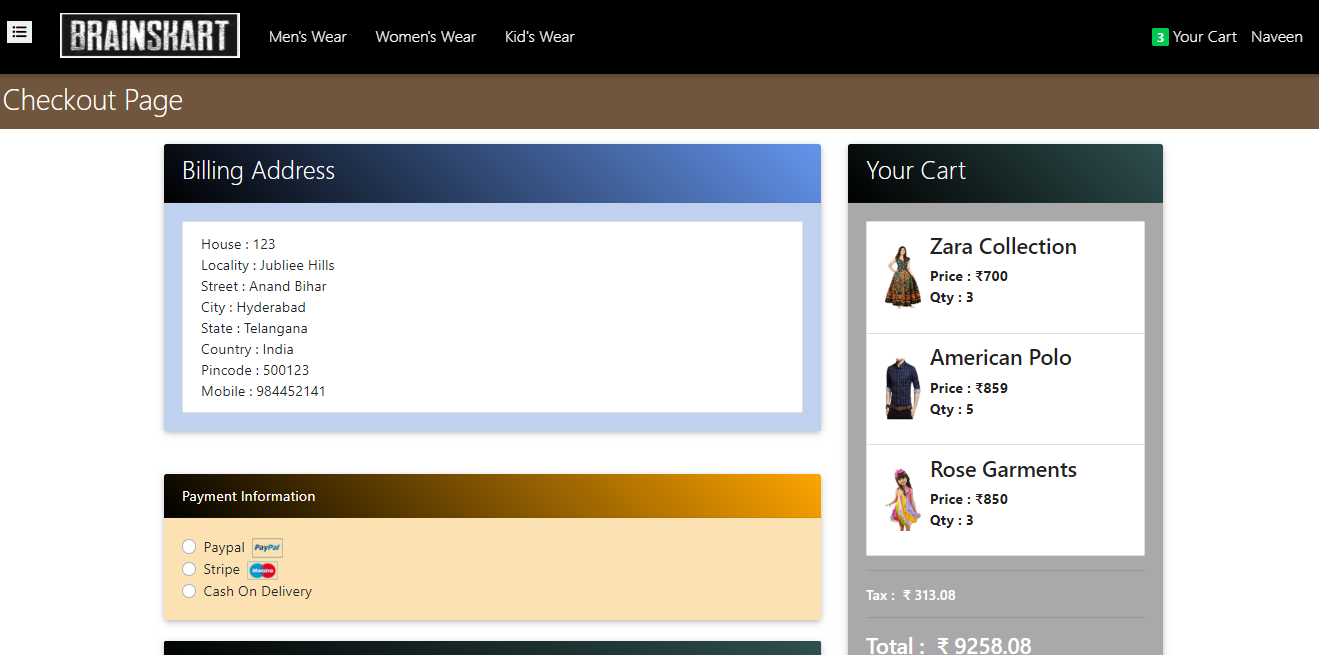 BRAINSKART
Men's Wear Women's Wear Kid's Wear
3 Your Cart Naveen
Checkout Page
Billing Address
House : 123
Locality : Jubliee Hills
Street : Anand Bihar
City : Hyderabad
State : Telangana
Country : India
Pincode : 500123
Mobile : 984452141
Payment Information
Paypal PayPal
Stripe Maestro
Cash On Delivery
Your Cart
Zara Collection
Price : ₹700
Qty : 3
American Polo
Price : ₹859
Qty : 5
Rose Garments
Price : ₹850
Qty : 3
Tax : ₹ 313.08
Total : ₹ 9258.08